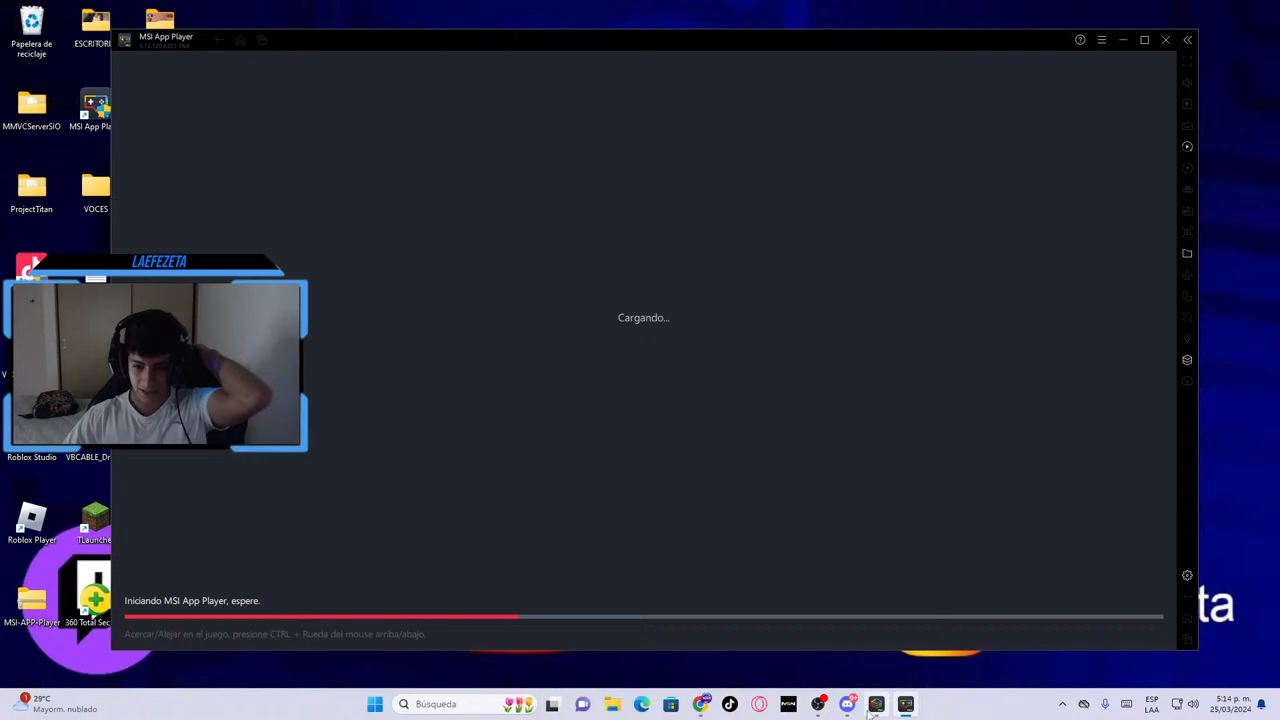 Papelera de
reciclaje
MMVCServerSIO
MSI App Pla
ProjectTitan
VOCES
Roblox Studio
VBCABLE_Dr
Roblox Player
TLaunche
MSI-APP-Player
360 Total Sec
MSI App Player
Cargando...
LAEFEZETA
Iniciando MSI App Player, espere.
Acercar/Alejar en el juego, presione CTRL + Rueda del mouse arriba/abajo.
eta
1
29°C
Mayorm. nublado
Búsqueda
ESP
LAA
5:14 p. m.
25/03/2024